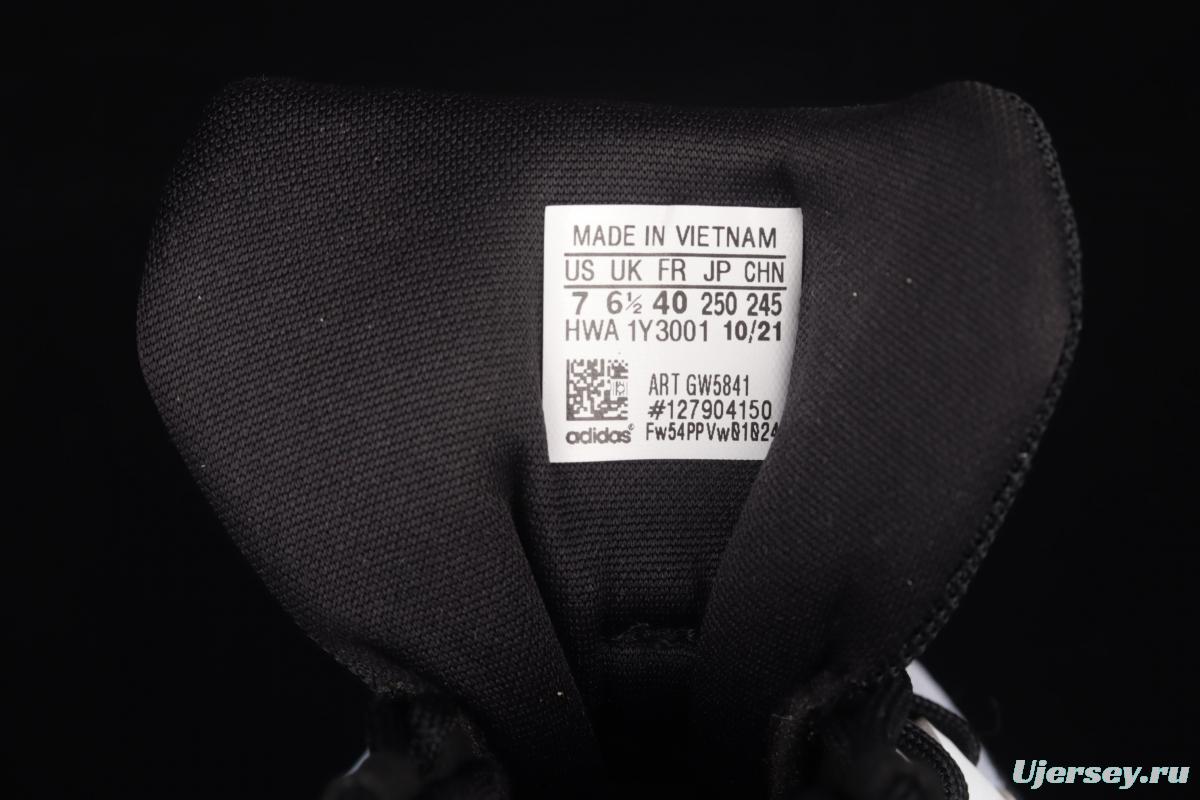 MADE IN VIETNAM
US UK FR JP CHN
7 6½ 40 250 245
HWA 1Y3001 10/21
ART GW5841
#127904150
adidas
Fw54PPVw01024
Ujersey.ru